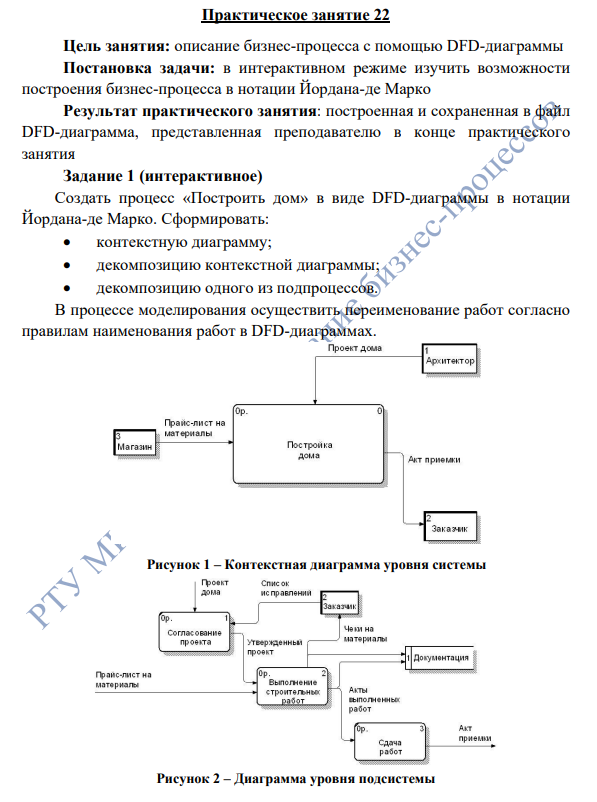 Практическое занятие 22
Цель занятия: описание бизнес-процесса с помощью DFD-диаграммы
Постановка задачи: в интерактивном режиме изучить возможности
построения бизнес-процесса в нотации Йордана-де Марко
Результат практического занятия: построенная и сохраненная в файл
DFD-диаграмма, представленная преподавателю в конце практического
занятия
Задание 1 (интерактивное)
Создать процесс «Построить дом» в виде DFD-диаграммы в нотации
Йордана-де Марко. Сформировать:
• контекстную диаграмму;
• декомпозицию контекстной диаграммы;
• декомпозицию одного из подпроцессов.
В процессе моделирования осуществить переименование работ согласно
правилам наименования работ в DFD-диаграммах.
Проект дома
1
Архитектор
0р. 0
Прайс-лист на
материалы
3
Магазин
Постройка
дома
Акт приемки
2
Заказчик
Рисунок 1 – Контекстная диаграмма уровня системы
Проект
дома
Список
исправлений
2
Заказчик
0р. 1
Согласование
проекта
Утвержденный
проект
Чеки на
материалы
1 Документация
Прайс-лист на
материалы
0р. 2
Выполнение
строительных
работ
Акты
выполненных
работ
0р. 3
Сдача
работ
Акт
приемки
Рисунок 2 – Диаграмма уровня подсистемы
РТУ
бизнес-процессов